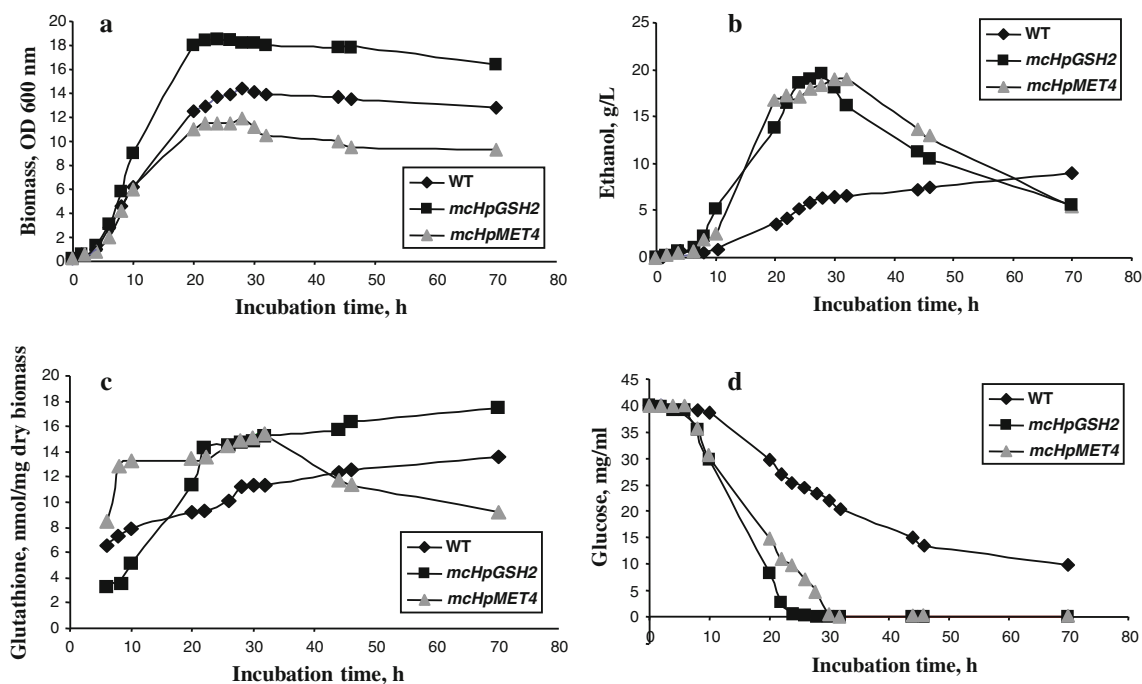 a
Biomass, OD 600 nm
20
18
16
14
12
10
8
6
4
2
0
0 10 20 30 40 50 60 70 80
Incubation time, h
WT
mcHpGSH2
mcHpMET4
b
Ethanol, g/L
25
20
15
10
5
0
0 10 20 30 40 50 60 70 80
Incubation time, h
WT
mcHpGSH2
mcHpMET4
c
Glutathione, nmol/mg dry biomass
20
18
16
14
12
10
8
6
4
2
0
0 10 20 30 40 50 60 70 80
Incubation time, h
WT
mcHpGSH2
mcHpMET4
d
Glucose, mg/ml
45
40
35
30
25
20
15
10
5
0
0 10 20 30 40 50 60 70 80
Incubation time, h
WT
mcHpGSH2
mcHpMET4